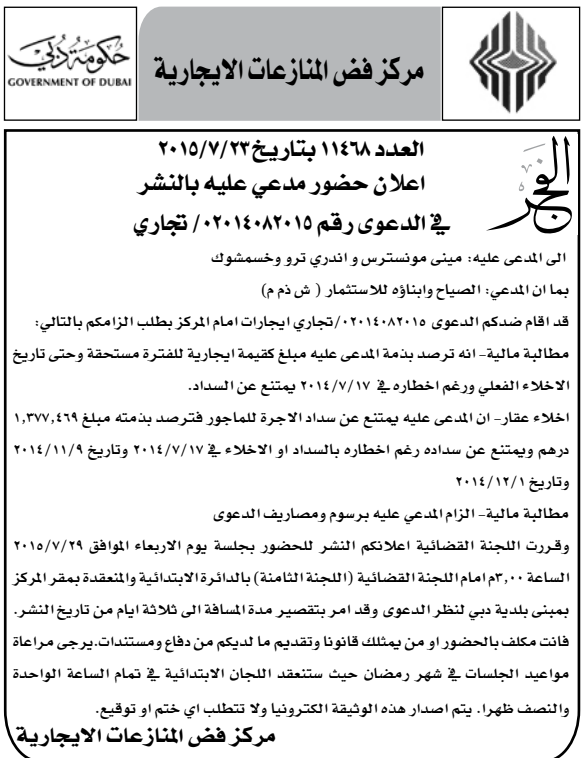 حكومة دبي
GOVERNMENT OF DUBAI
مركز فض المنازعات الايجارية
الفجر
العدد ١١٤٦٨ بتاريخ ٢٠١٥/٧/٢٣
اعلان حضور مدعي عليه بالنشر
في الدعوى رقم ٠٢٠١٤٠٨٢٠١٥/ تجاري
الى المدعى عليه: ميني مونسترس و اندري ترو وخسمشوك
بما ان المدعي: الصياح وابناؤه للاستثمار ( ش ذم م)
قد اقام ضدكم الدعوى ٠٢٠١٤٠٨٢٠١٥/تجاري ايجارات امام المركز بطلب الزامكم بالتالي:
مطالبة مالية- انه ترصد بذمة المدعى عليه مبلغ كقيمة ايجارية للفترة مستحقة وحتى تاريخ
الاخلاء الفعلي ورغم اخطاره في ٢٠١٤/٧/١٧ يمتنع عن السداد.
اخلاء عقار- ان المدعى عليه يمتنع عن سداد الاجرة للماجور فترصد بذمته مبلغ ١,٣٧٧,٤٦٩
درهم ويمتنع عن سداده رغم اخطاره بالسداد او الاخلاء في ٢٠١٤/٧/١٧ وتاريخ ٢٠١٤/١١/٩
وتاريخ ٢٠١٤/١٢/١
مطالبة مالية- الزام المدعي عليه برسوم ومصاريف الدعوى
وقررت اللجنة القضائية اعلانكم النشر للحضور بجلسة يوم الاربعاء الموافق ٢٠١٥/٧/٢٩
الساعة ٣,٠٠م امام اللجنة القضائية (اللجنة الثامنة) بالدائرة الابتدائية والمنعقدة بمقر المركز
بمبنى بلدية دبي لنظر الدعوى وقد امر بتقصير مدة المسافة الى ثلاثة ايام من تاريخ النشر.
فانت مكلف بالحضور او من يمثلك قانونا وتقديم ما لديكم من دفاع ومستندات.يرجى مراعاة
مواعيد الجلسات في شهر رمضان حيث ستنعقد اللجان الابتدائية في تمام الساعة الواحدة
والنصف ظهرا. يتم اصدار هذه الوثيقة الكترونيا ولا تتطلب اي ختم او توقيع.
مركز فض المنازعات الايجارية